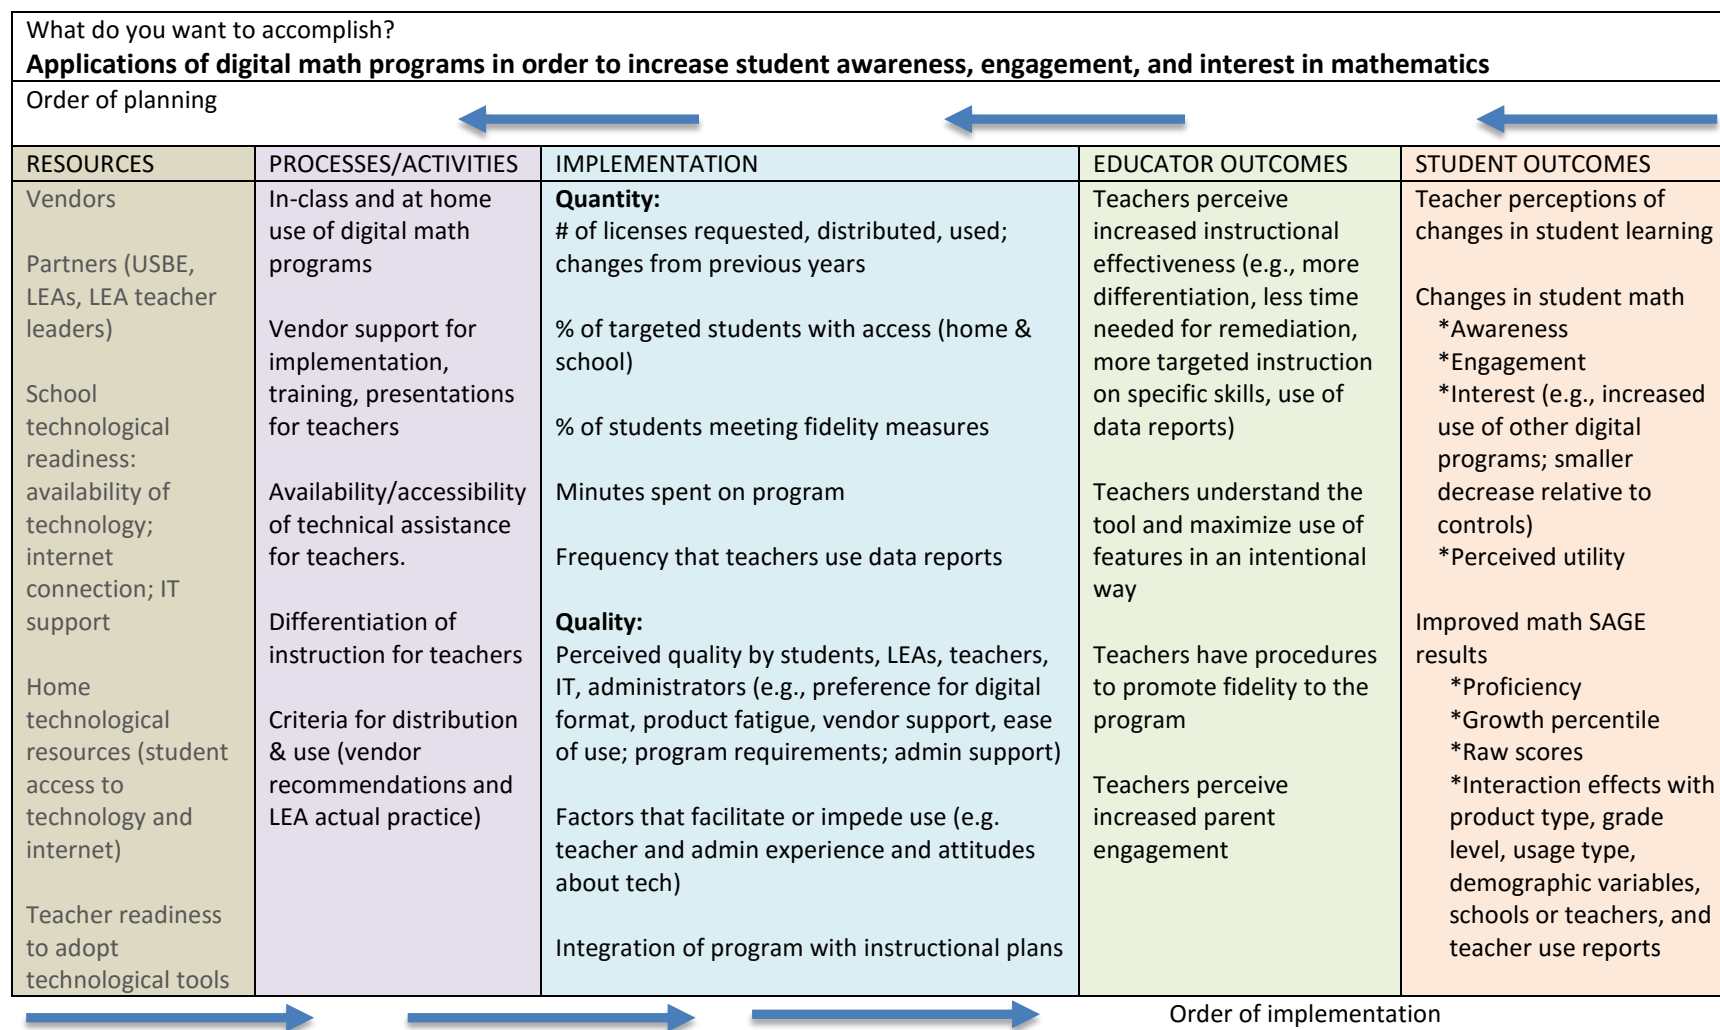 What do you want to accomplish?
Applications of digital math programs in order to increase student awareness, engagement, and interest in mathematics
Order of planning
RESOURCES
Vendors
Partners (USBE,
LEAs, LEA teacher
leaders)
School
technological
readiness:
availability of
technology;
internet
connection; IT
support
Home
technological
resources (student
access to
technology and
internet)
Teacher readiness
to adopt
technological tools
PROCESSES/ACTIVITIES
In-class and at home
use of digital math
programs
Vendor support for
implementation,
training, presentations
for teachers
Availability/accessibility
of technical assistance
for teachers.
Differentiation of
instruction for teachers
Criteria for distribution
& use (vendor
recommendations and
LEA actual practice)
IMPLEMENTATION
Quantity:
# of licenses requested, distributed, used;
changes from previous years
% of targeted students with access (home &
school)
% of students meeting fidelity measures
Minutes spent on program
Frequency that teachers use data reports
Quality:
Perceived quality by students, LEAs, teachers,
IT, administrators (e.g., preference for digital
format, product fatigue, vendor support, ease
of use; program requirements; admin support)
Factors that facilitate or impede use (e.g.
teacher and admin experience and attitudes
about tech)
Integration of program with instructional plans
EDUCATOR OUTCOMES
Teachers perceive
increased instructional
effectiveness (e.g., more
differentiation, less time
needed for remediation,
more targeted instruction
on specific skills, use of
data reports)
Teachers understand the
tool and maximize use of
features in an intentional
way
Teachers have procedures
to promote fidelity to the
program
Teachers perceive
increased parent
engagement
STUDENT OUTCOMES
Teacher perceptions of
changes in student learning
Changes in student math
*Awareness
*Engagement
*Interest (e.g., increased
use of other digital
programs; smaller
decrease relative to
controls)
*Perceived utility
Improved math SAGE
results
*Proficiency
*Growth percentile
*Raw scores
*Interaction effects with
product type, grade
level, usage type,
demographic variables,
schools or teachers, and
teacher use reports
Order of implementation